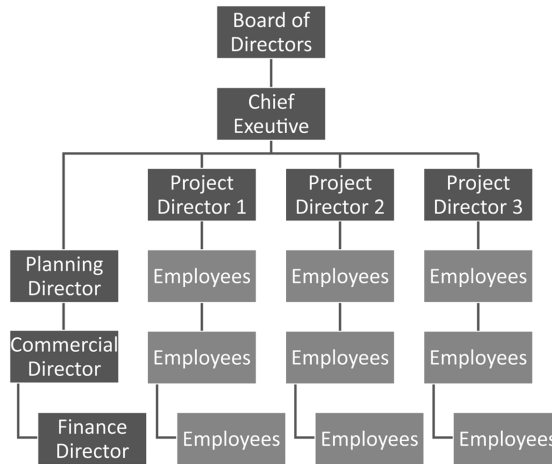 Board of
Directors
Chief
Exeutive
Project
Director 1
Project
Director 2
Project
Director 3
Planning
Director
Employees
Employees
Employees
Commercial
Director
Employees
Employees
Employees
Finance
Director
Employees
Employees
Employees